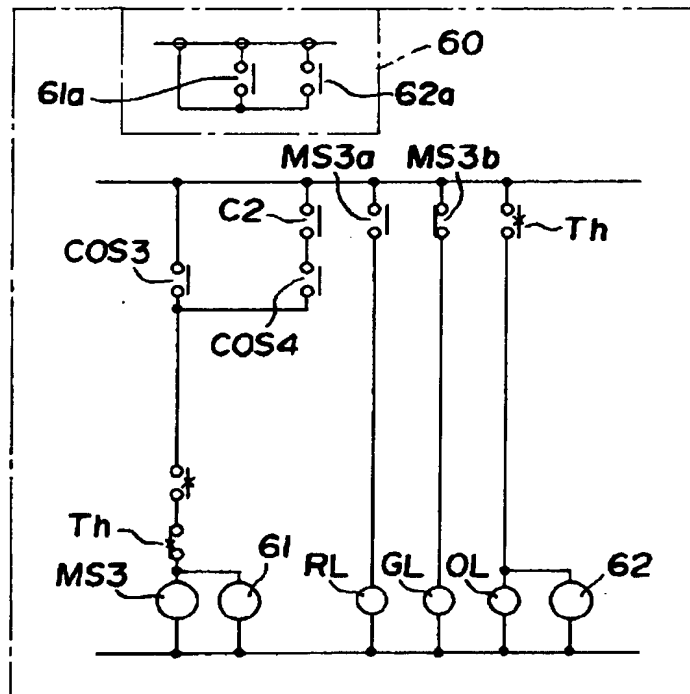 60
61a
62a
MS3a
MS3b
C2
Th
COS3
COS4
Th
MS3
61
RL
GL
OL
62